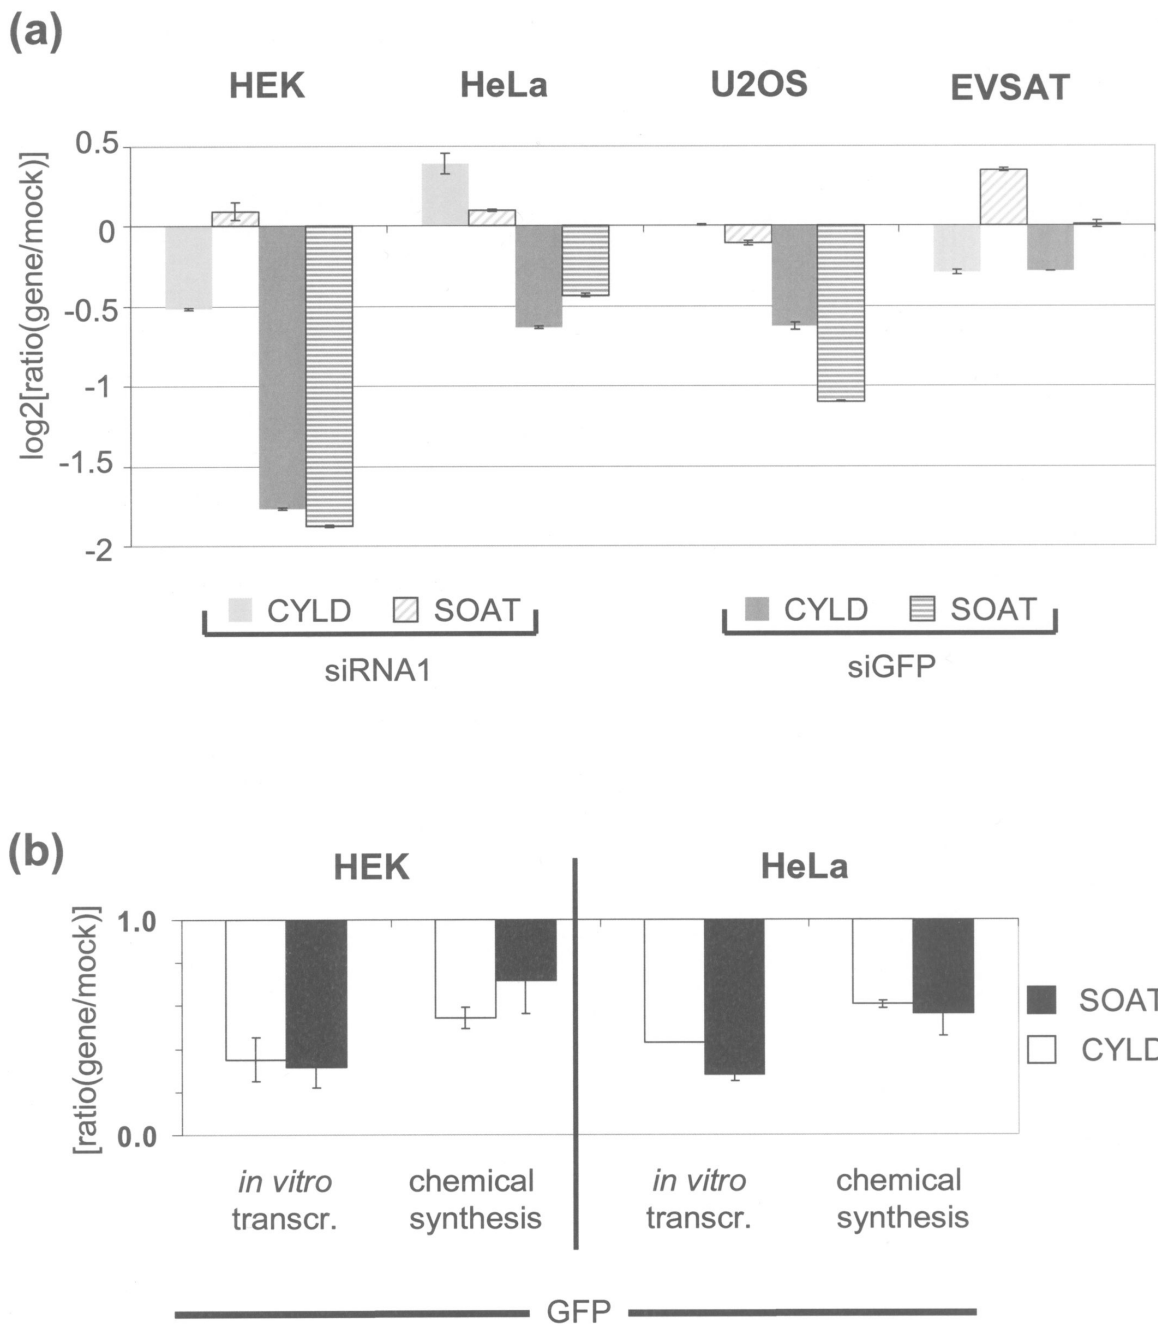 (a)
HEK HeLa U2OS EVSAT
log2[ratio(gene/mock)]
0.5
0
-0.5
-1
-1.5
-2
CYLD SOAT CYLD SOAT
siRNA1 siGFP
(b)
HEK HeLa
[ratio(gene/mock)]
1.0
0.0
SOAT
CYLD
in vitro transcr.
chemical synthesis
in vitro transcr.
chemical synthesis
GFP